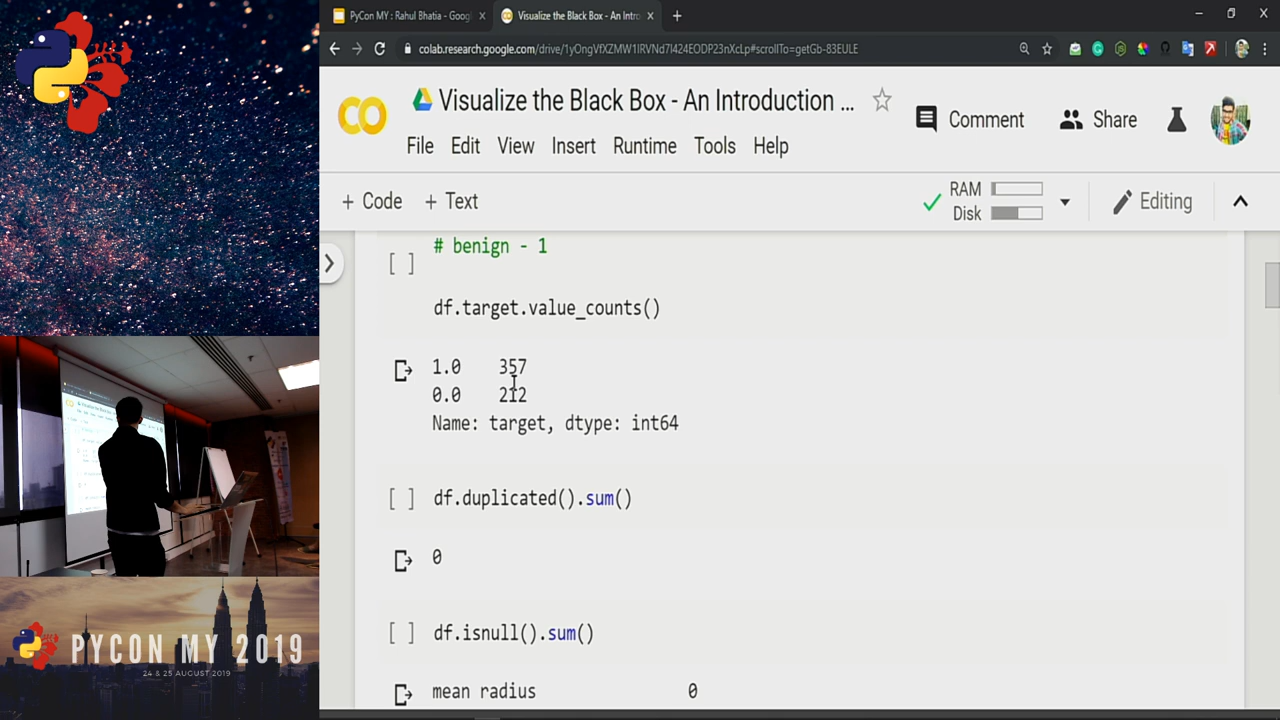 PyCon MY : Rahul Bhatia - Googl
Visualize the Black Box - An Intro
colab.research.google.com/drive/1yOngVfXZMW1lRVNd7l424EODP23nXcLp#scrollTo=getGb-83EULE
Visualize the Black Box - An Introduction ...
Comment
Share
File Edit View Insert Runtime Tools Help
+ Code + Text
RAM
Disk
Editing
# benign - 1
[ ]
df.target.value_counts()
1.0 357
0.0 212
Name: target, dtype: int64
[ ] df.duplicated().sum()
0
[ ] df.isnull().sum()
mean radius 0
PYCON MY 2019
24 & 25 AUGUST 2019